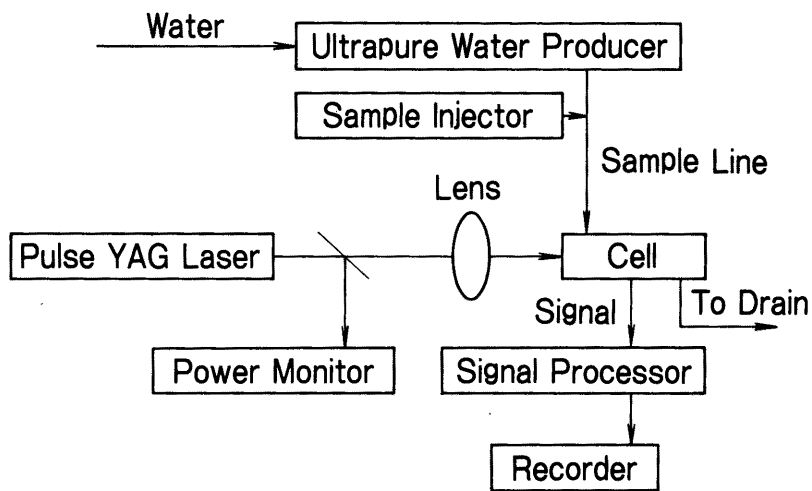 Water
Ultrapure Water Producer
Sample Injector
Sample Line
Lens
Pulse YAG Laser
Cell
Signal
To Drain
Power Monitor
Signal Processor
Recorder